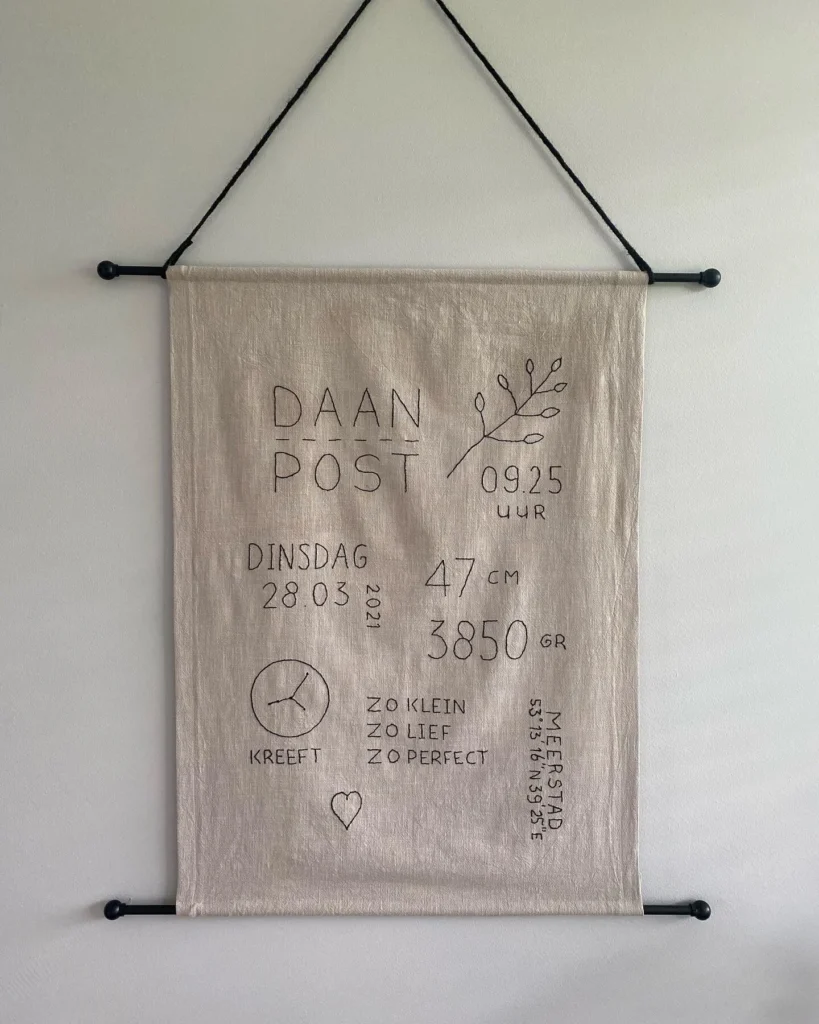 DAAN
POST
09.25
UUR
DINSDAG
28.03
2021
47 CM
3850 GR
KREEFT
ZO KLEIN
ZO LIEF
ZO PERFECT
MEERSTAD
53°13'16"N 39'25"E